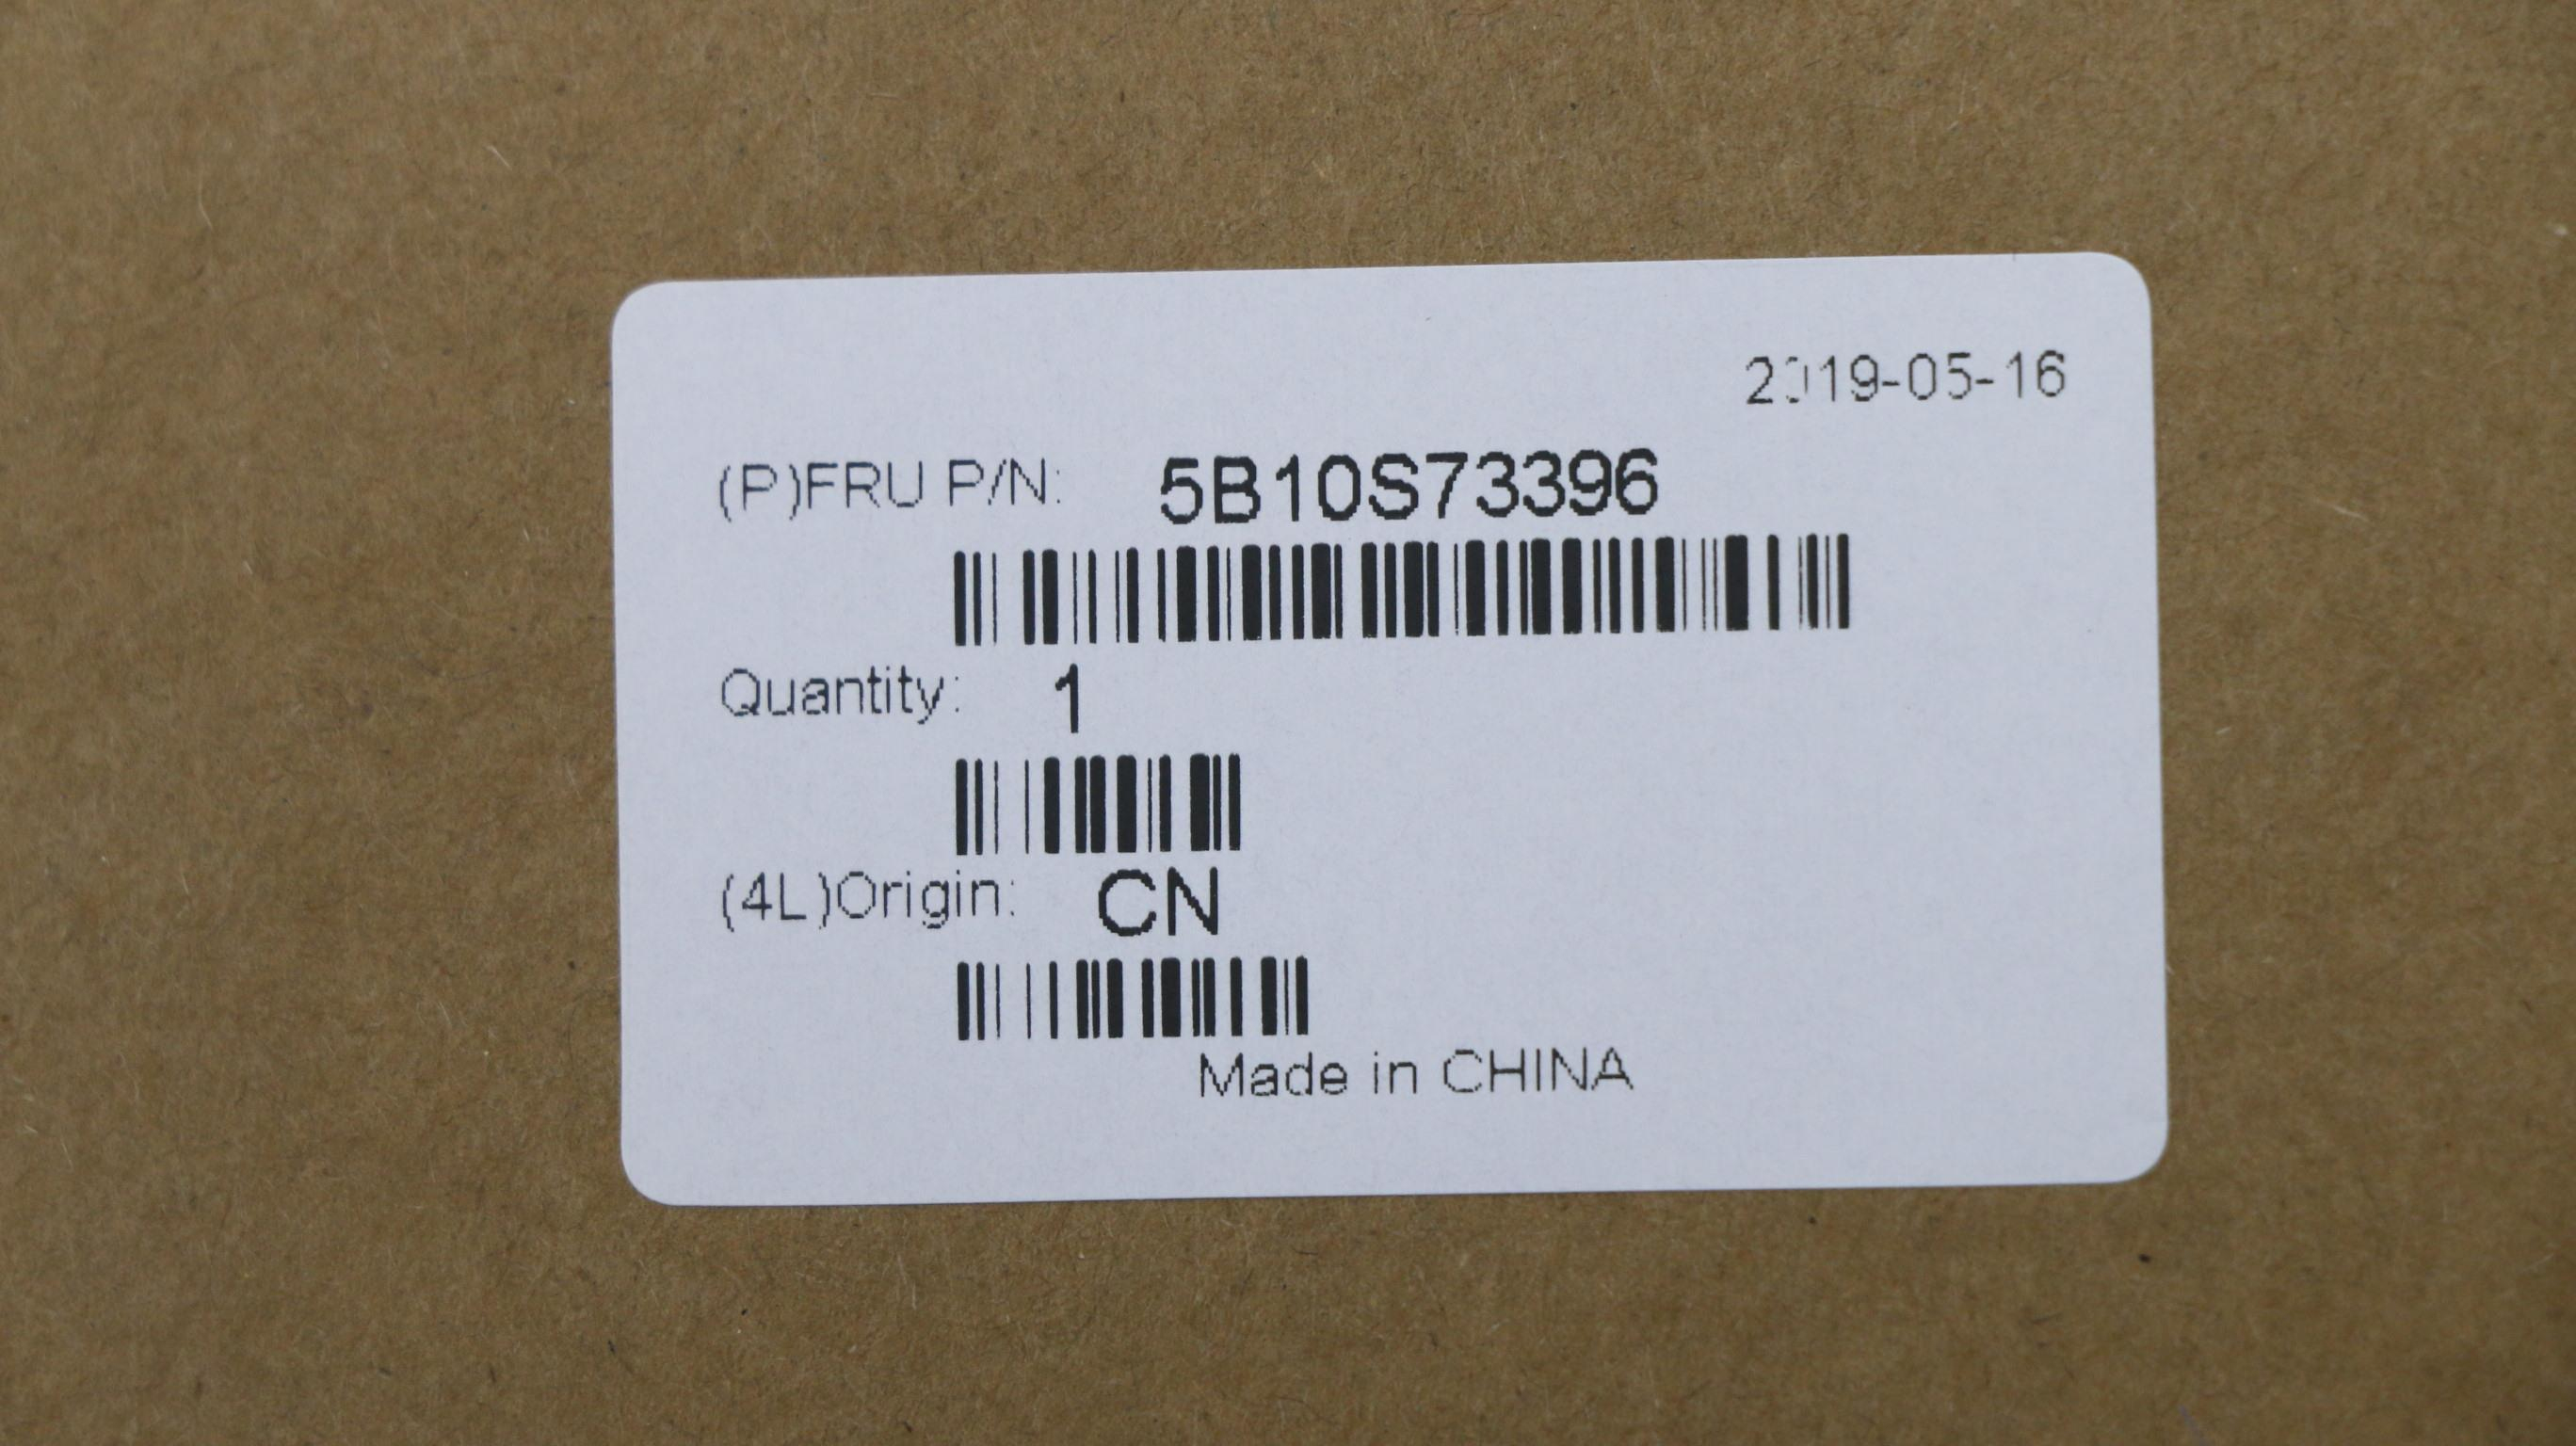 2019-05-16
(P)FRU P/N: 5B10S73396
Quantity: 1
(4L)Origin: CN
Made in CHINA